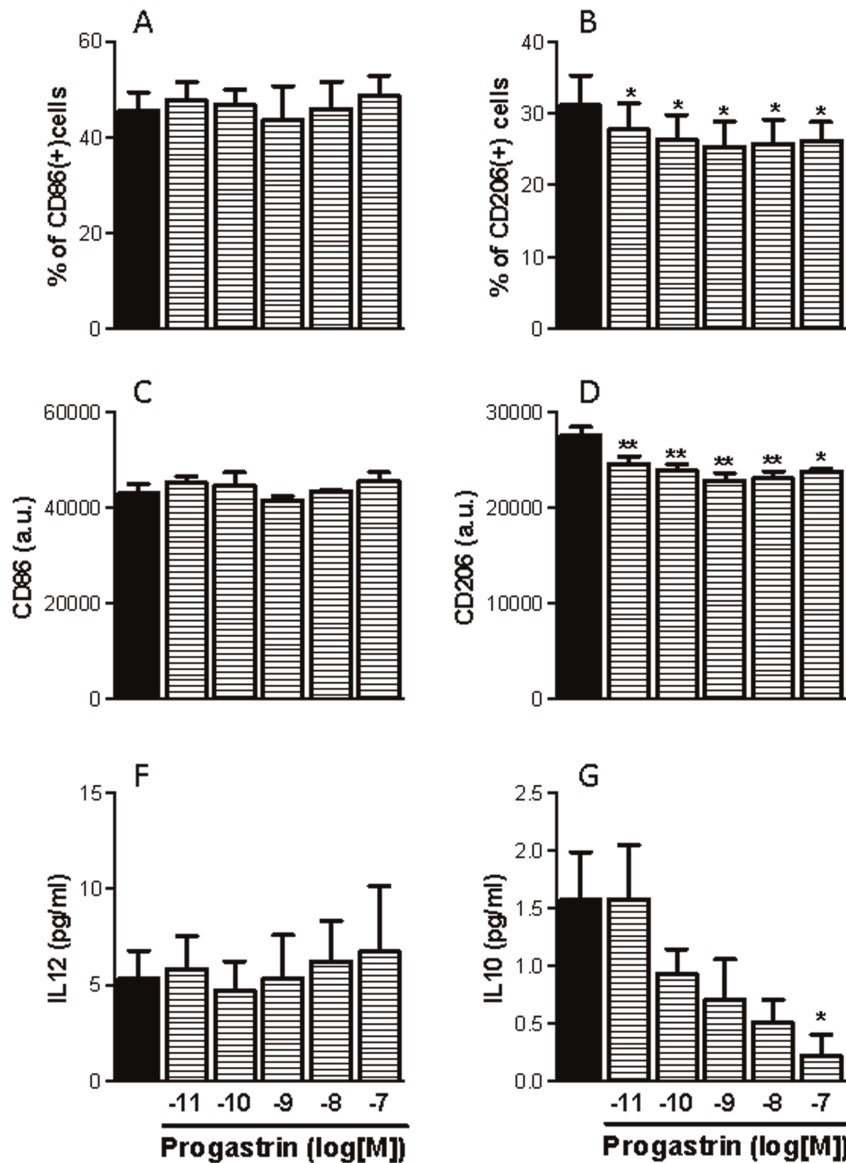 A
% of CD86(+)cells
60
40
20
0
B
% of CD206(+) cells
40
30
20
10
0
* * * * *
C
CD86 (a.u.)
60000
40000
20000
0
D
CD206 (a.u.)
30000
20000
10000
0
** ** ** ** *
F
IL12 (pg/ml)
15
10
5
0
-11 -10 -9 -8 -7
Progastrin (log[M])
G
IL10 (pg/ml)
2.5
2.0
1.5
1.0
0.5
0.0
*
-11 -10 -9 -8 -7
Progastrin (log[M])